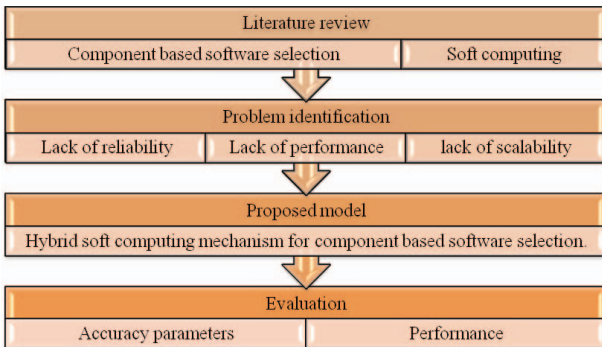 Literature review
Component based software selection
Soft computing
Problem identification
Lack of reliability
Lack of performance
lack of scalability
Proposed model
Hybrid soft computing mechanism for component based software selection.
Evaluation
Accuracy parameters
Performance